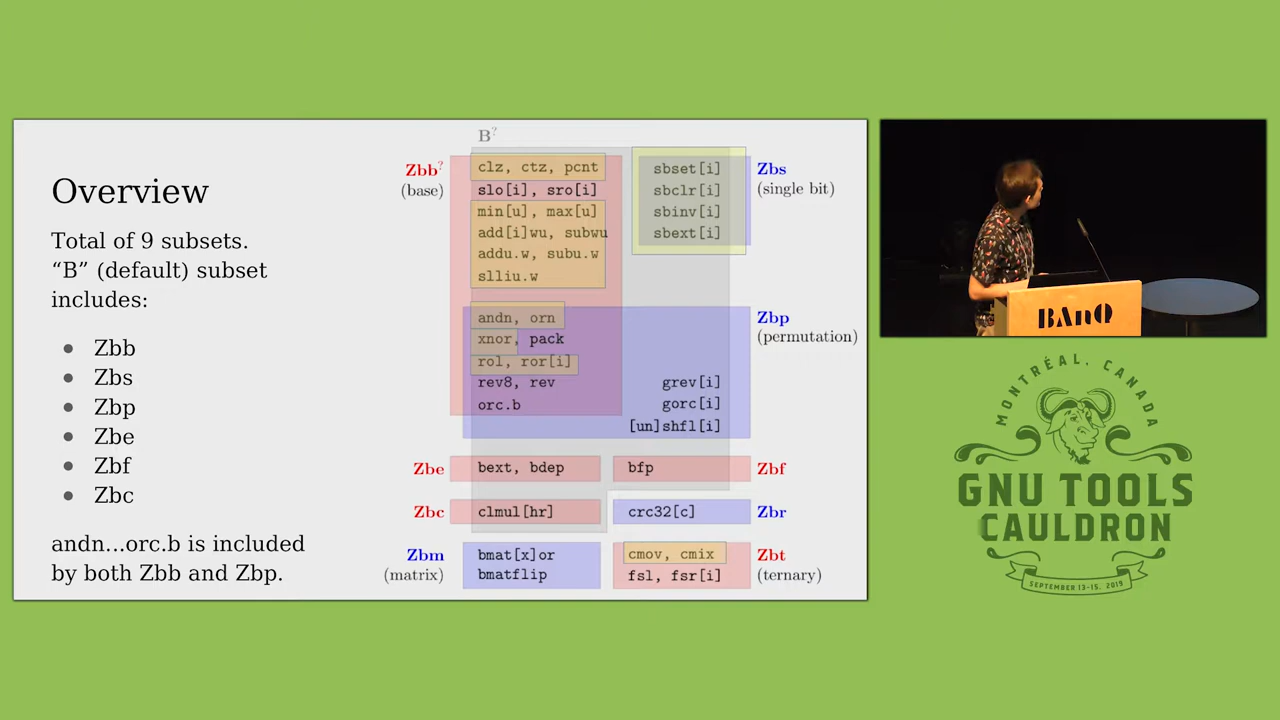 Overview
Total of 9 subsets.
“B” (default) subset
includes:
● Zbb
● Zbs
● Zbp
● Zbe
● Zbf
● Zbc
andn...orc.b is included
by both Zbb and Zbp.
B?
Zbb?
(base)
clz, ctz, pcnt
slo[i], sro[i]
min[u], max[u]
add[i]wu, subwu
addu.w, subu.w
slliu.w
sbset[i]
sbclr[i]
sbinv[i]
sbext[i]
Zbs
(single bit)
andn, orn
xnor, pack
rol, ror[i]
rev8, rev
orc.b
grev[i]
gorc[i]
[un]shfl[i]
Zbp
(permutation)
Zbe
bext, bdep
bfp
Zbf
Zbc
clmul[hr]
crc32[c]
Zbr
Zbm
(matrix)
bmat[x]or
bmatflip
cmov, cmix
fsl, fsr[i]
Zbt
(ternary)
BAnQ
MONTRÉAL, CANADA
GNU TOOLS
CAULDRON
SEPTEMBER 13-15, 2019